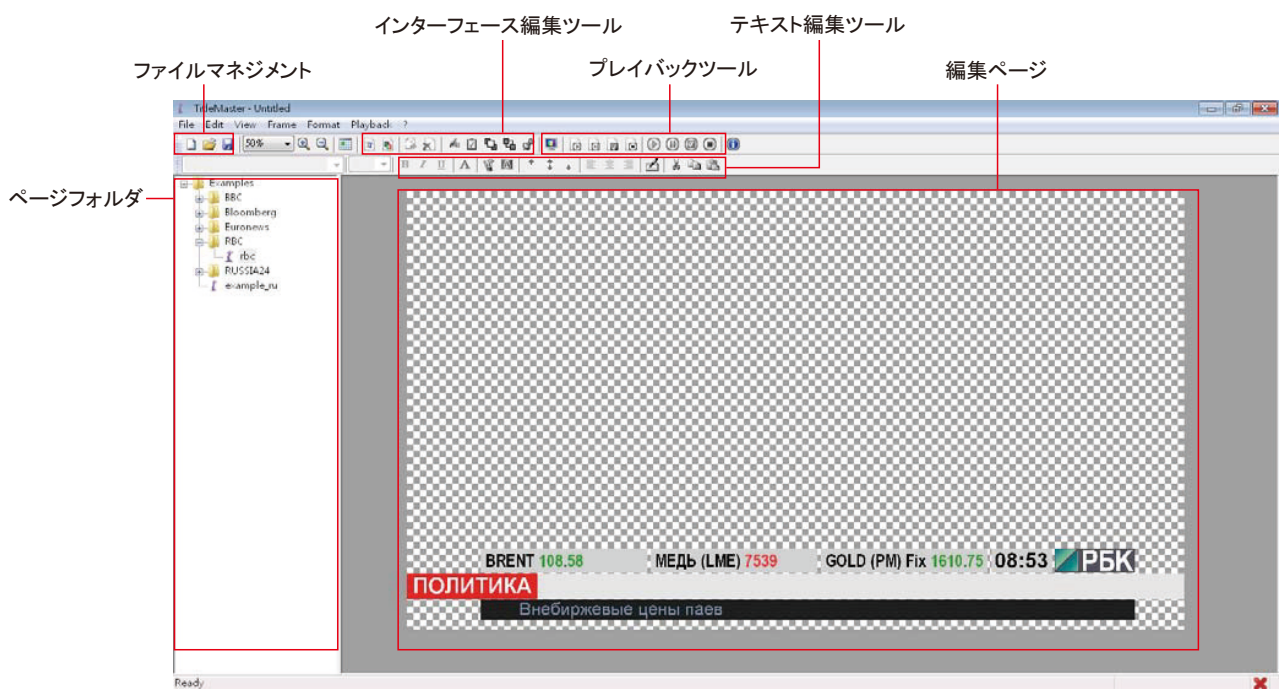 インターフェース編集ツール
テキスト編集ツール
ファイルマネジメント
プレイバックツール
編集ページ
TitleMaster - Untitled
File Edit View Frame Format Playback ?
50%
B I U A
ページフォルダ
Examples
BBC
Bloomberg
Euronews
RBC
rbc
RUSSIA24
example_ru
BRENT 108.58 МЕДЬ (LME) 7539 GOLD (PM) Fix 1610.75 08:53 РБК
ПОЛИТИКА
Внебиржевые цены паев
Ready